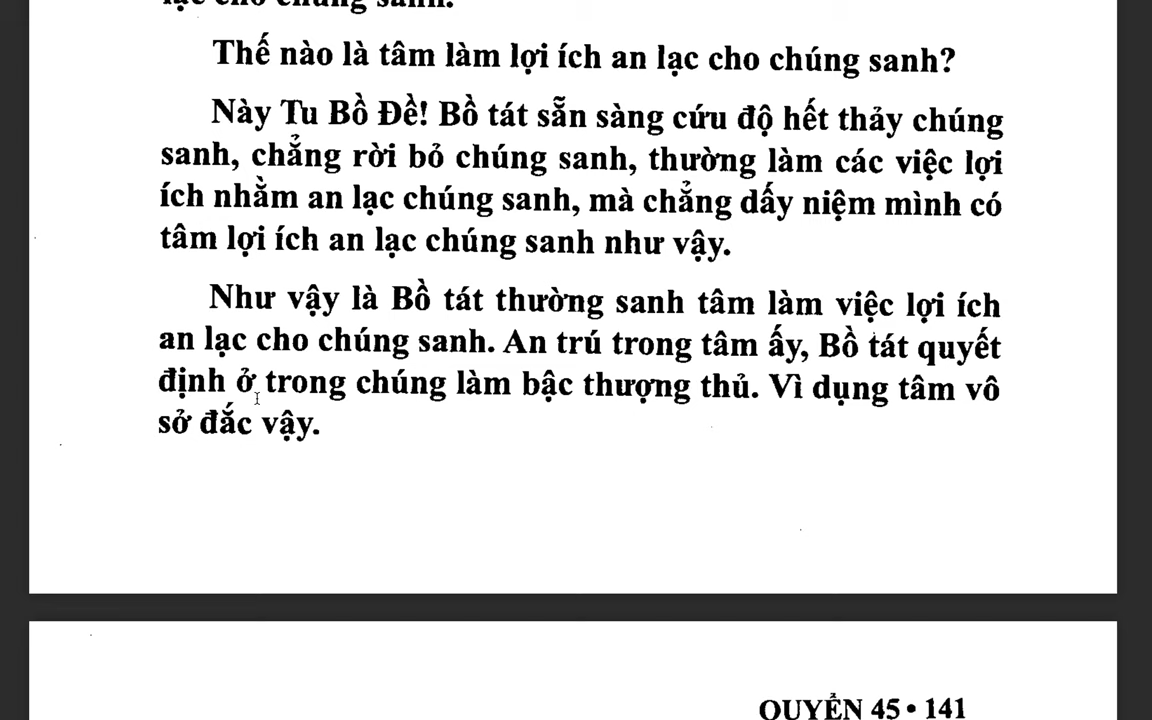 lạc cho chúng sanh.
Thế nào là tâm làm lợi ích an lạc cho chúng sanh?
Này Tu Bồ Đề! Bồ tát sẵn sàng cứu độ hết thảy chúng
sanh, chẳng rời bỏ chúng sanh, thường làm các việc lợi
ích nhằm an lạc chúng sanh, mà chẳng dấy niệm mình có
tâm lợi ích an lạc chúng sanh như vậy.
Như vậy là Bồ tát thường sanh tâm làm việc lợi ích
an lạc cho chúng sanh. An trú trong tâm ấy, Bồ tát quyết
định ở trong chúng làm bậc thượng thủ. Vì dụng tâm vô
sở đắc vậy.
QUYỂN 45 • 141